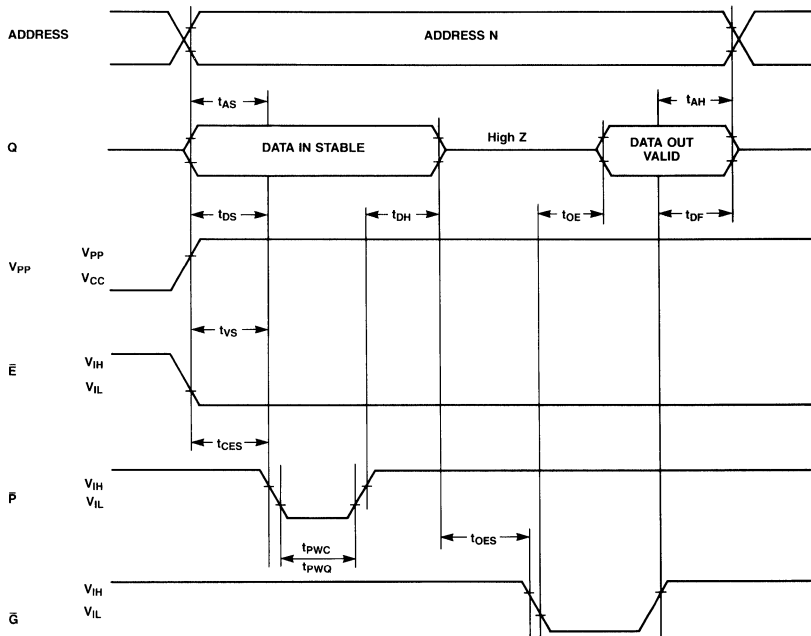 ADDRESS
ADDRESS N
tAS
tAH
Q
DATA IN STABLE
High Z
DATA OUT
VALID
tDS
tDH
tOE
tDF
VPP
VPP
VCC
tVS
E̅
VIH
VIL
tCES
P̅
VIH
VIL
tPWC
tPWQ
tOES
VIH
VIL
G̅